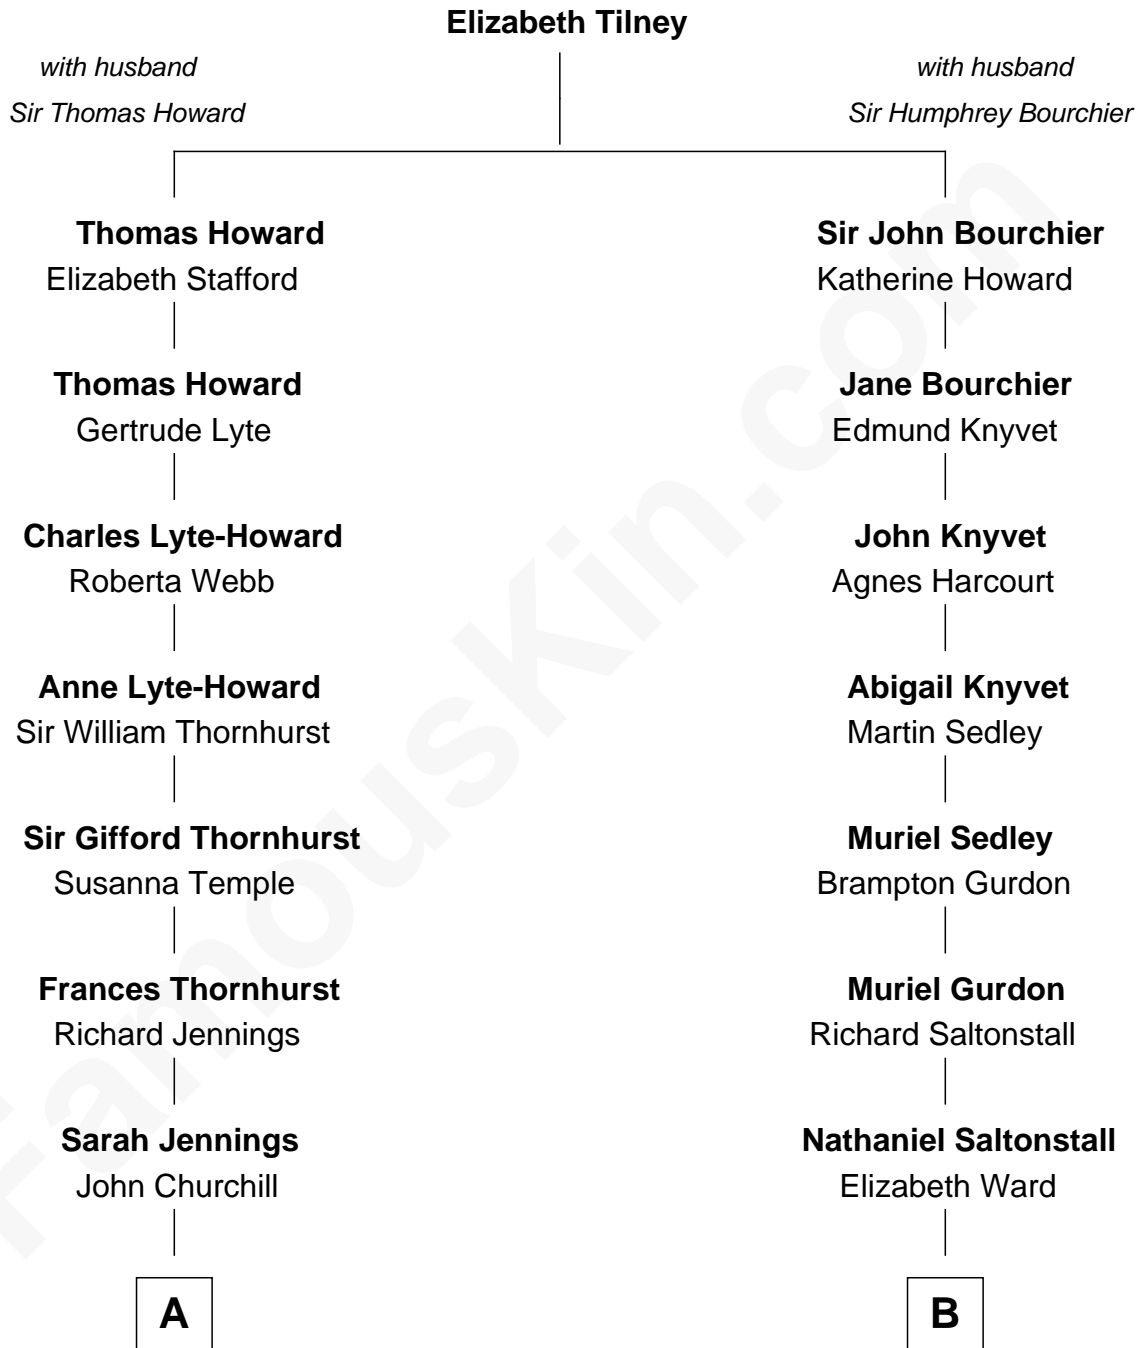 Elizabeth Tilney
with husband
Sir Thomas Howard
with husband
Sir Humphrey Bourchier
Thomas Howard
Elizabeth Stafford
Sir John Bourchier
Katherine Howard
Thomas Howard
Gertrude Lyte
Jane Bourchier
Edmund Knyvet
Charles Lyte-Howard
Roberta Webb
John Knyvet
Agnes Harcourt
Anne Lyte-Howard
Sir William Thornhurst
Abigail Knyvet
Martin Sedley
Sir Gifford Thornhurst
Susanna Temple
Muriel Sedley
Brampton Gurdon
Frances Thornhurst
Richard Jennings
Muriel Gurdon
Richard Saltonstall
Sarah Jennings
John Churchill
Nathaniel Saltonstall
Elizabeth Ward
A
B
FamousKin.com